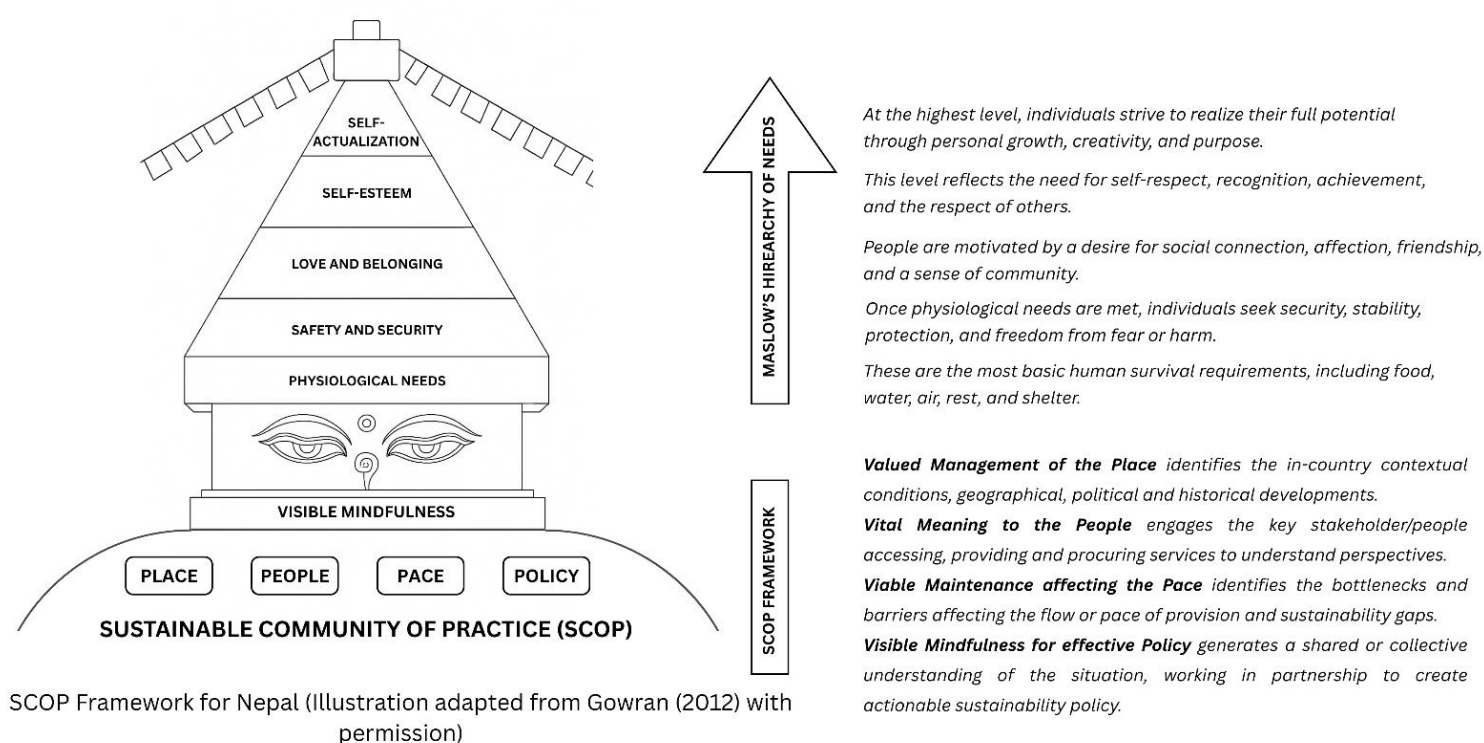 SELF-
ACTUALIZATION
SELF-ESTEEM
LOVE AND BELONGING
SAFETY AND SECURITY
PHYSIOLOGICAL NEEDS
VISIBLE MINDFULNESS
PLACE
PEOPLE
PACE
POLICY
SUSTAINABLE COMMUNITY OF PRACTICE (SCOP)
SCOP Framework for Nepal (Illustration adapted from Gowran (2012) with
permission)
MASLOW'S HIREARCHY OF NEEDS
SCOP FRAMEWORK
At the highest level, individuals strive to realize their full potential
through personal growth, creativity, and purpose.
This level reflects the need for self-respect, recognition, achievement,
and the respect of others.
People are motivated by a desire for social connection, affection, friendship,
and a sense of community.
Once physiological needs are met, individuals seek security, stability,
protection, and freedom from fear or harm.
These are the most basic human survival requirements, including food,
water, air, rest, and shelter.
Valued Management of the Place identifies the in-country contextual
conditions, geographical, political and historical developments.
Vital Meaning to the People engages the key stakeholder/people
accessing, providing and procuring services to understand perspectives.
Viable Maintenance affecting the Pace identifies the bottlenecks and
barriers affecting the flow or pace of provision and sustainability gaps.
Visible Mindfulness for effective Policy generates a shared or collective
understanding of the situation, working in partnership to create
actionable sustainability policy.